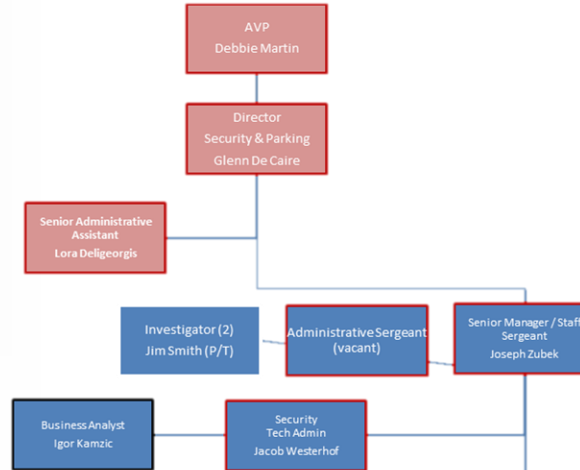 AVP
Debbie Martin
Director
Security & Parking
Glenn De Caire
Senior Administrative
Assistant
Lora Deligeorgis
Investigator (2)
Jim Smith (P/T)
Administrative Sergeant
(vacant)
Senior Manager / Staff
Sergeant
Joseph Zubek
Business Analyst
Igor Kamzic
Security
Tech Admin
Jacob Westerhof